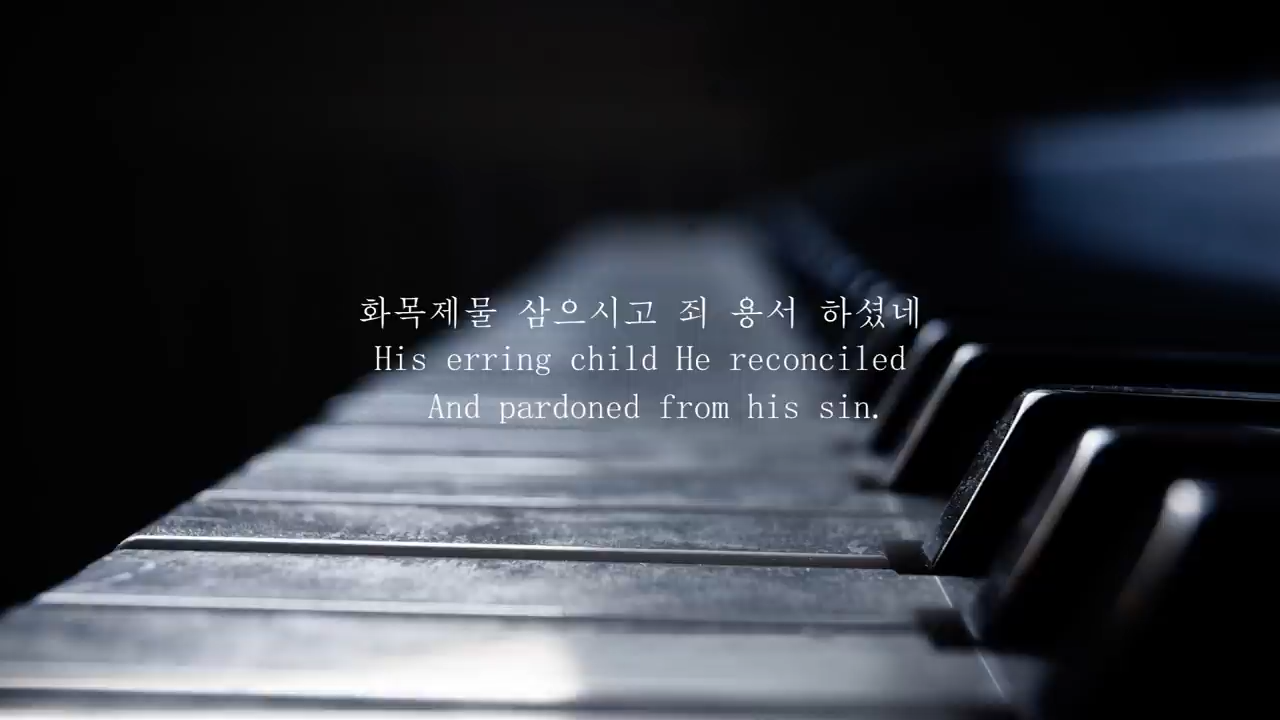 화목제물 삼으시고 죄 용서 하셨네
His erring child He reconciled
And pardoned from his sin.